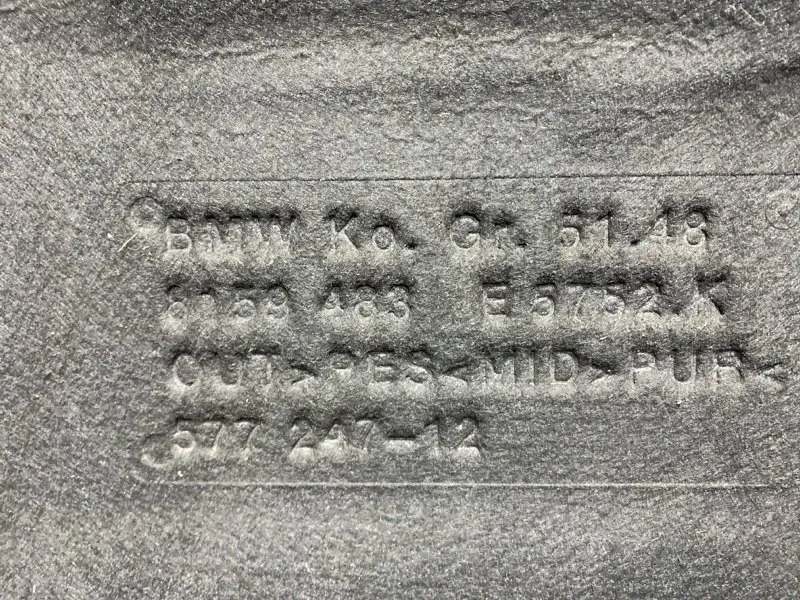 BMW Ko. Gr. 51.48
8159 483 E 5752.K
OUT>PES<MID>PUR<
577 247-12